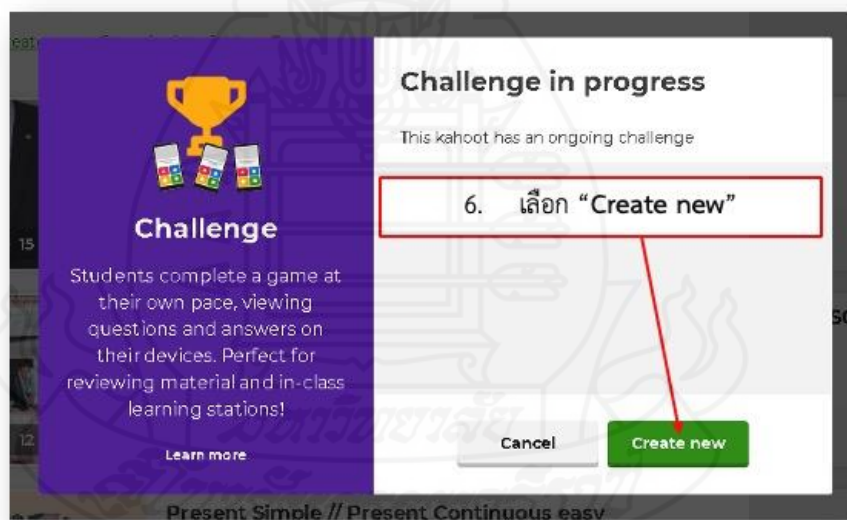 Challenge
Students complete a game at
their own pace, viewing
questions and answers on
their devices. Perfect for
reviewing material and in-class
learning stations!
Learn more
Challenge in progress
This kahoot has an ongoing challenge
6. เลือก “Create new”
Cancel
Create new
15
12
Present Simple // Present Continuous easy